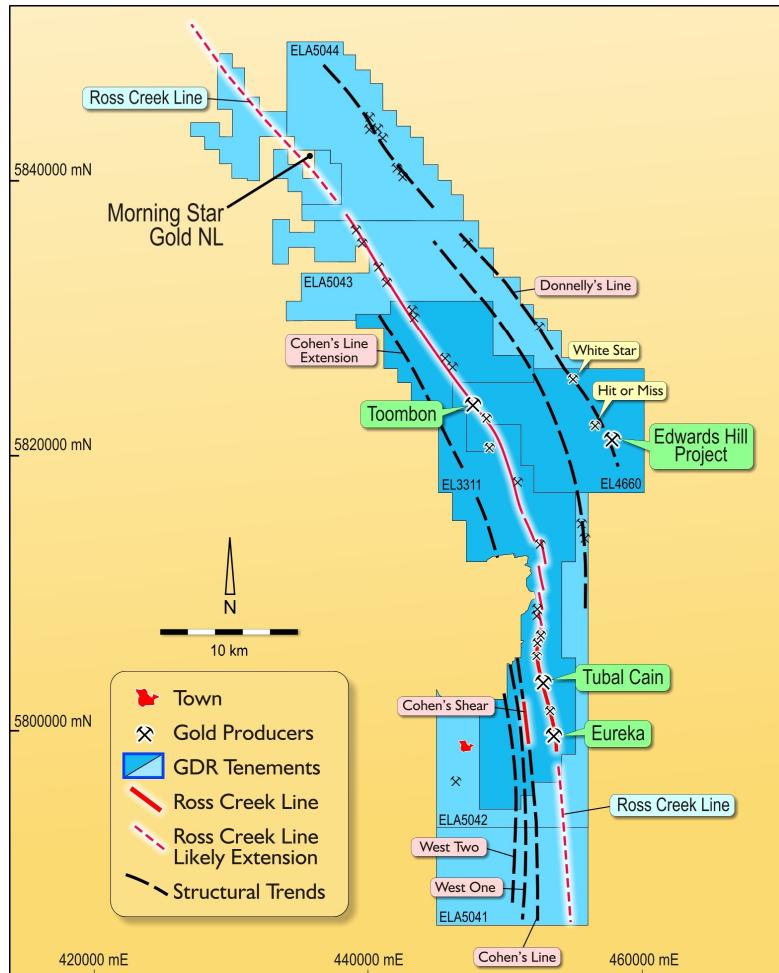 ELA5044
Ross Creek Line
5840000 mN
Morning Star
Gold NL
ELA5043
Donnelly's Line
Cohen's Line
Extension
White Star
Hit or Miss
Toombon
Edwards Hill
Project
5820000 mN
EL3311
EL4660
N
10 km
Tubal Cain
Cohen's Shear
Eureka
5800000 mN
Town
Gold Producers
GDR Tenements
Ross Creek Line
Ross Creek Line
Likely Extension
Structural Trends
Ross Creek Line
ELA5042
West Two
West One
ELA5041
Cohen's Line
420000 mE
440000 mE
460000 mE